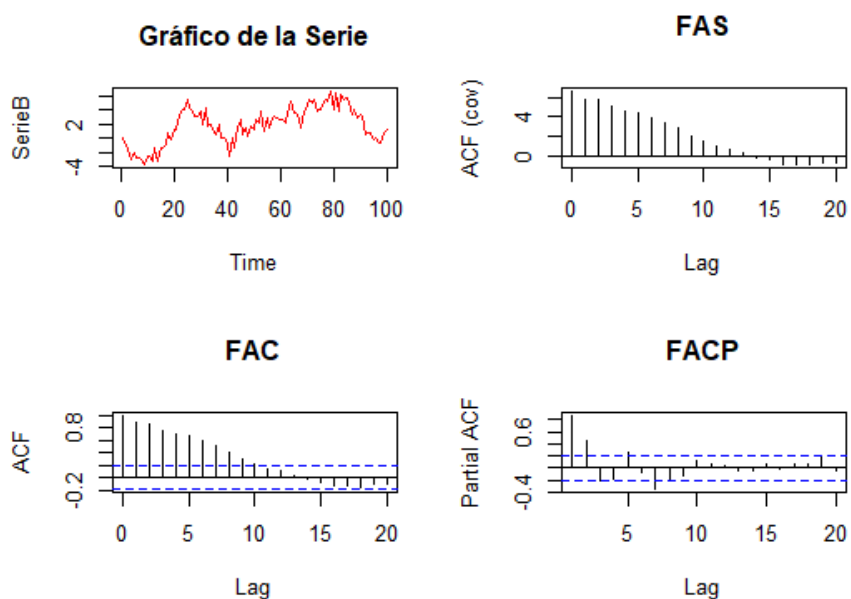 Gráfico de la Serie
SerieB
2
-4
0 20 40 60 80 100
Time
FAS
ACF (cov)
4
0
0 5 10 15 20
Lag
FAC
ACF
0.8
-0.2
0 5 10 15 20
Lag
FACP
Partial ACF
0.6
-0.4
5 10 15 20
Lag